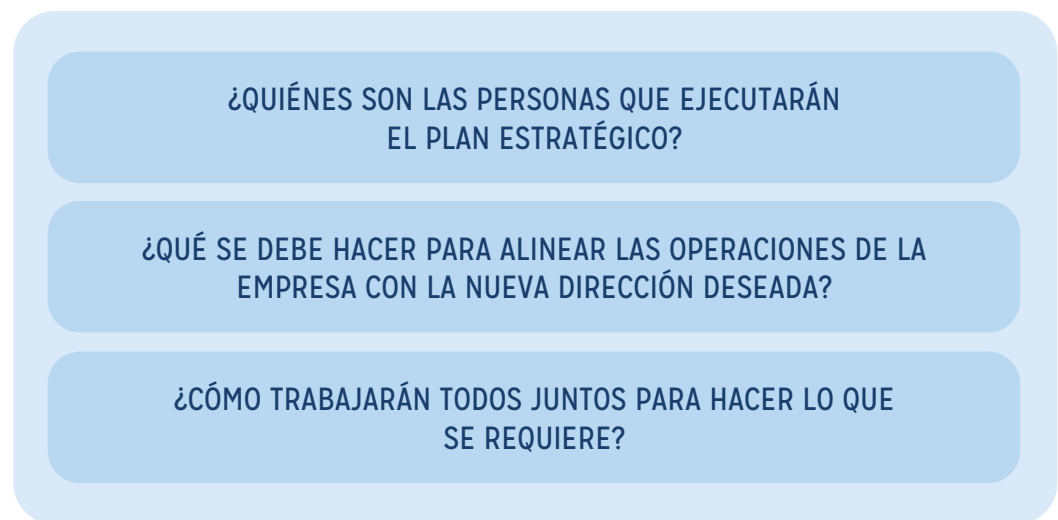 ¿QUIÉNES SON LAS PERSONAS QUE EJECUTARÁN
EL PLAN ESTRATÉGICO?
¿QUÉ SE DEBE HACER PARA ALINEAR LAS OPERACIONES DE LA
EMPRESA CON LA NUEVA DIRECCIÓN DESEADA?
¿CÓMO TRABAJARÁN TODOS JUNTOS PARA HACER LO QUE
SE REQUIERE?